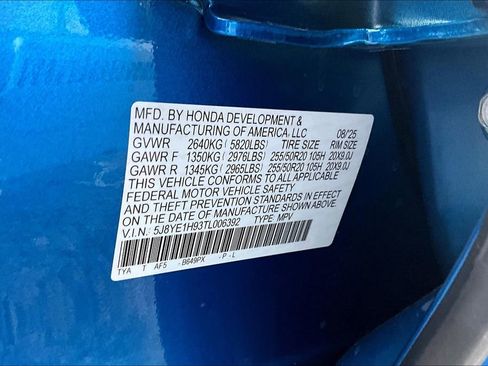 MFD. BY HONDA DEVELOPMENT &
MANUFACTURING OF AMERICA, LLC 08/25
GVWR 2640KG ( 5820LBS) TIRE SIZE RIM SIZE
GAWR F 1350KG ( 2976LBS) 255/50R20 105H 20X9.0J
GAWR R 1345KG ( 2965LBS) 255/50R20 105H 20X9.0J
THIS VEHICLE CONFORMS TO ALL APPLICABLE
FEDERAL MOTOR VEHICLE SAFETY BUMPER,
AND THEFT PREVENTION STANDARDS IN EFFECT
ON THE DATE OF MANUFACTURE SHOWN ABOVE.
V.I.N.: 5J8YE1H93TL006392 TYPE: MPV
TYA T AF5 - B649PX - P - L